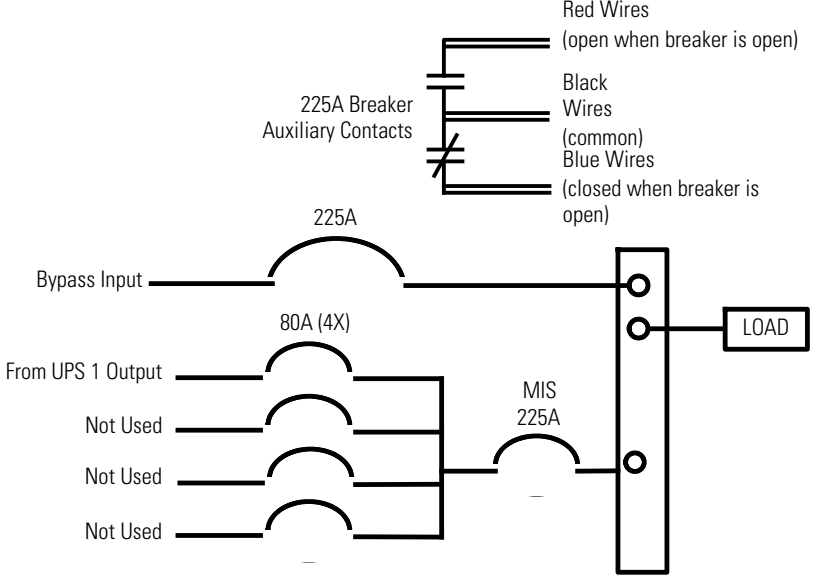 Red Wires
(open when breaker is open)
225A Breaker
Auxiliary Contacts
Black
Wires
(common)
Blue Wires
(closed when breaker is
open)
225A
Bypass Input
LOAD
80A (4X)
From UPS 1 Output
MIS
225A
Not Used
Not Used
Not Used